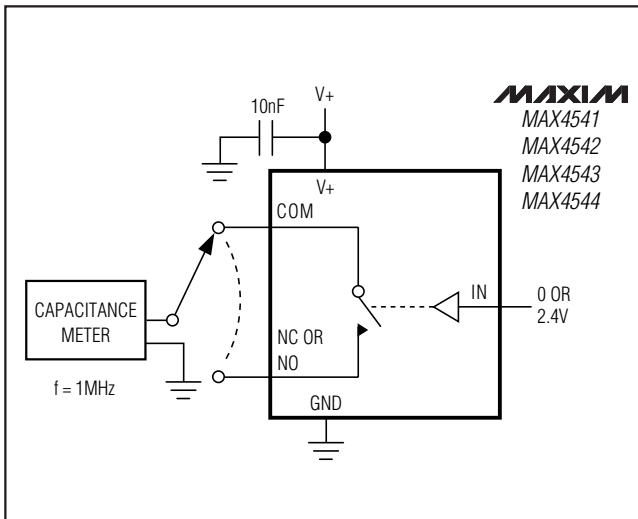 MAXIM
MAX4541
MAX4542
MAX4543
MAX4544
10nF
V+
V+
COM
CAPACITANCE
METER
f = 1MHz
NC OR
NO
GND
IN
0 OR
2.4V